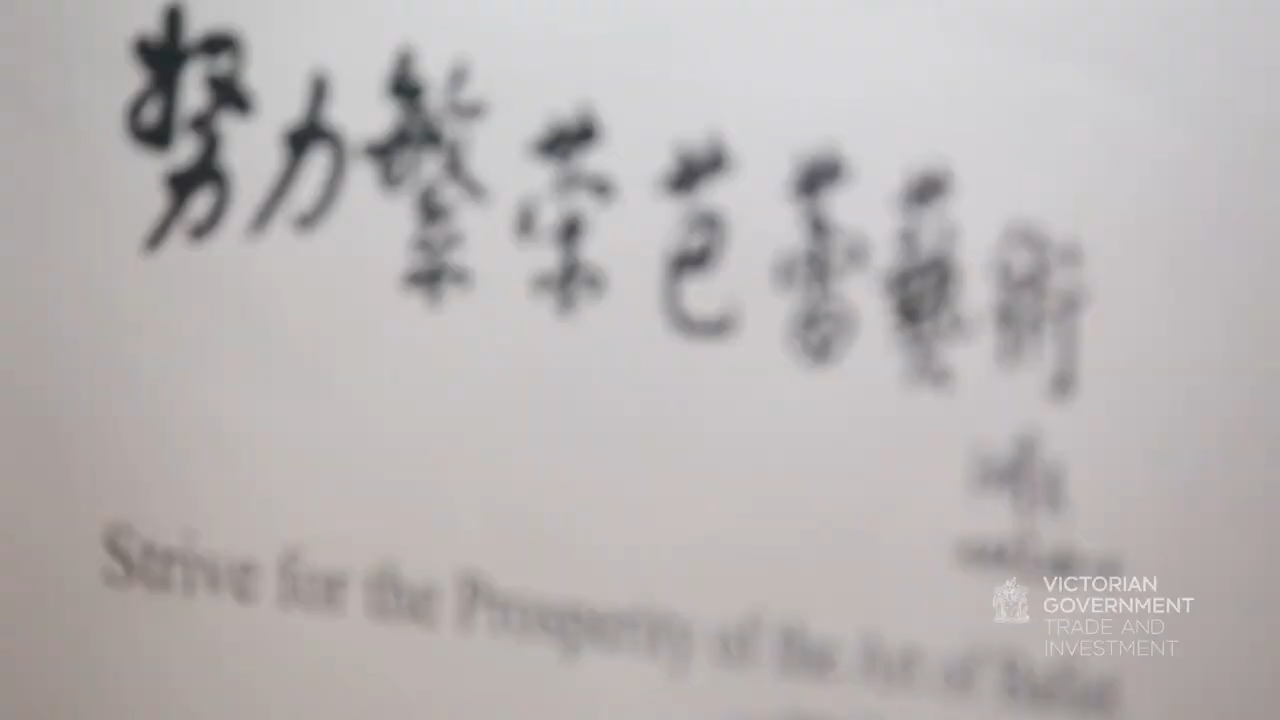 努力繁荣芭蕾藝術
Strive for the Prosperity of the Art of Ballet
VICTORIAN
GOVERNMENT
TRADE AND
INVESTMENT